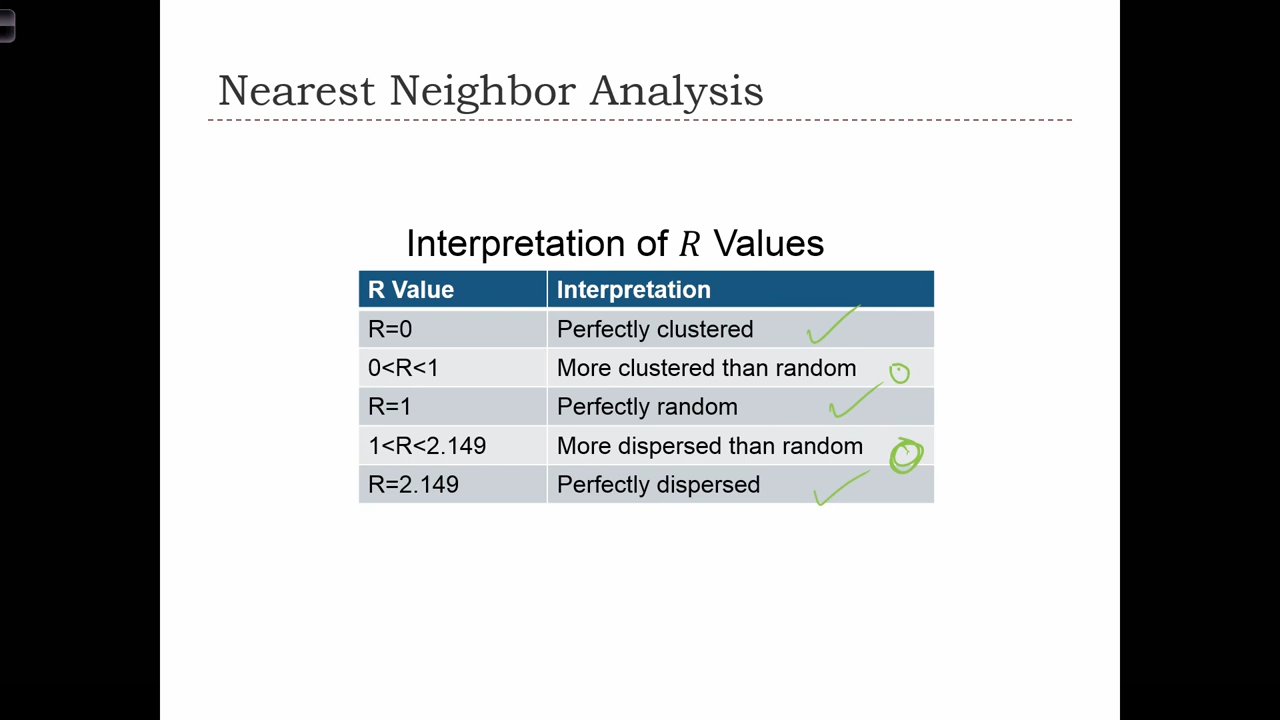 Nearest Neighbor Analysis
Interpretation of R Values
R Value Interpretation
R=0 Perfectly clustered
0<R<1 More clustered than random
R=1 Perfectly random
1<R<2.149 More dispersed than random
R=2.149 Perfectly dispersed